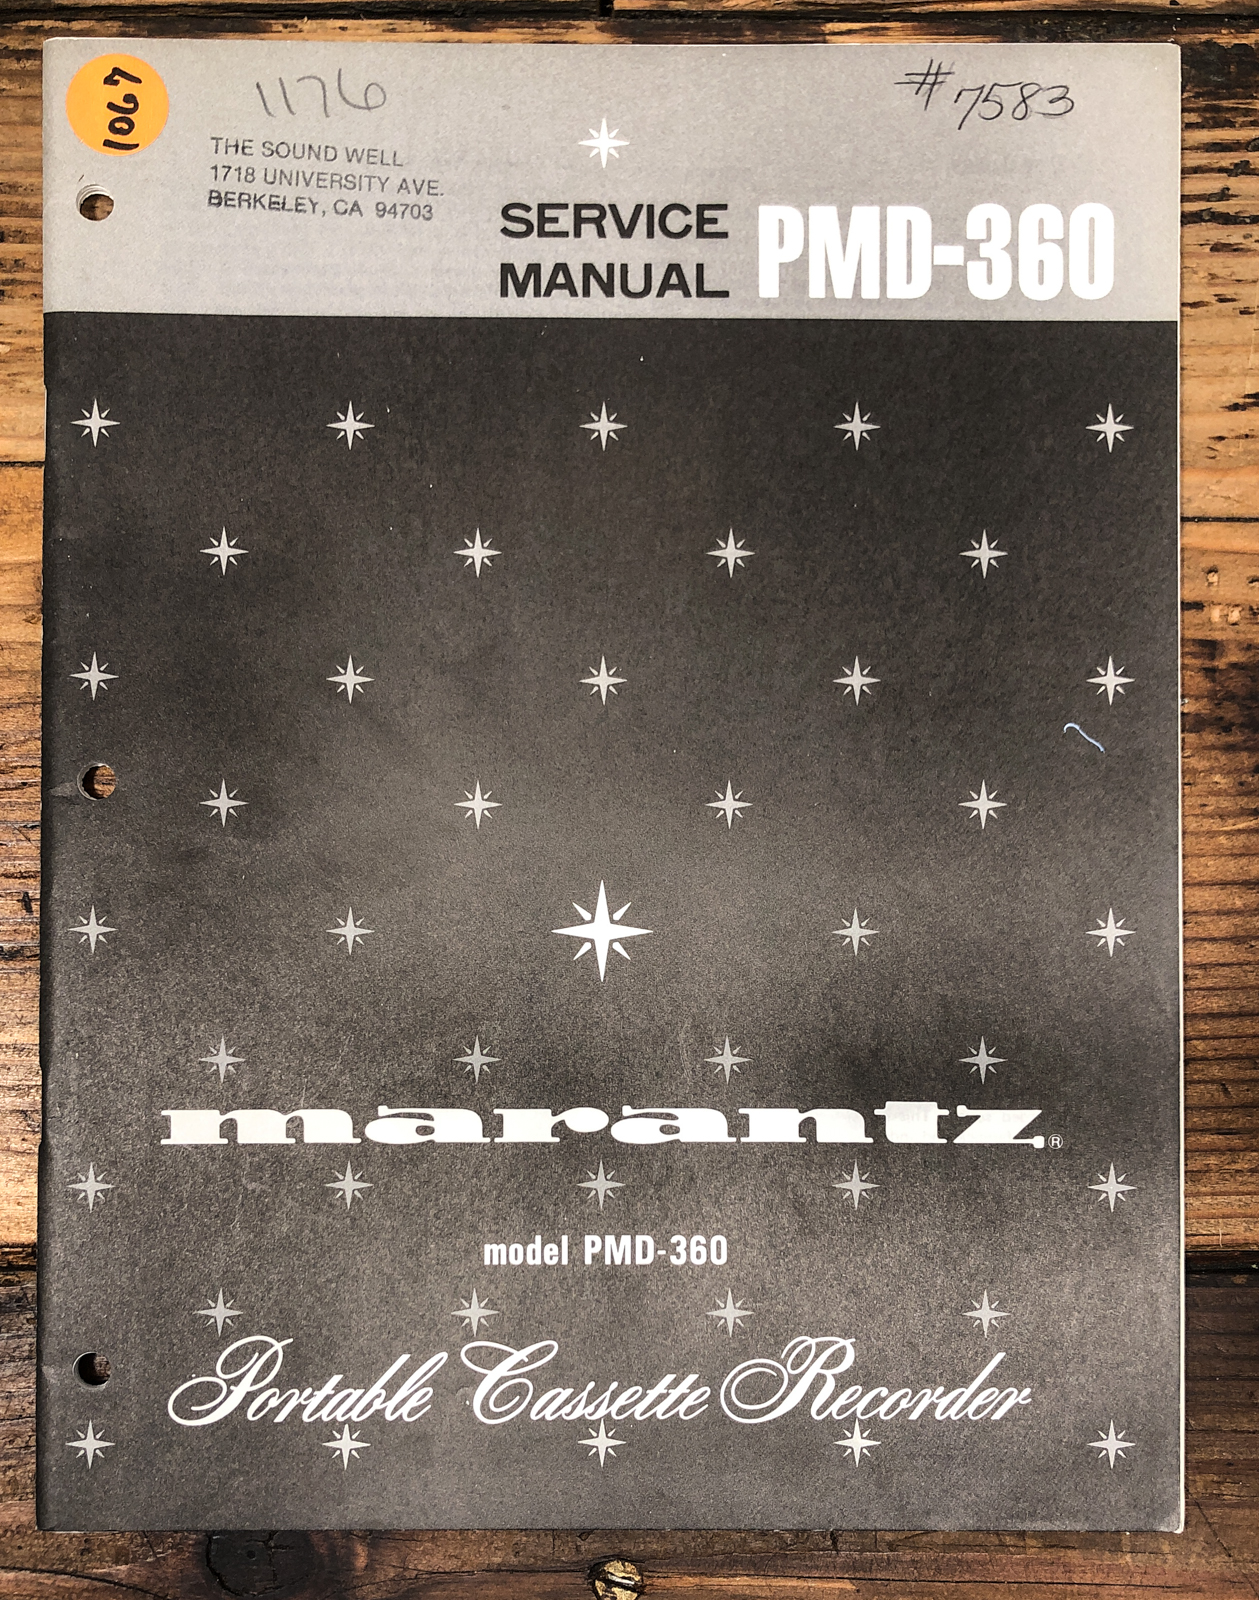 1067
1176
#7583
THE SOUND WELL
1718 UNIVERSITY AVE.
BERKELEY, CA 94703
SERVICE
MANUAL
PMD-360
marantz®
model PMD-360
Portable Cassette Recorder